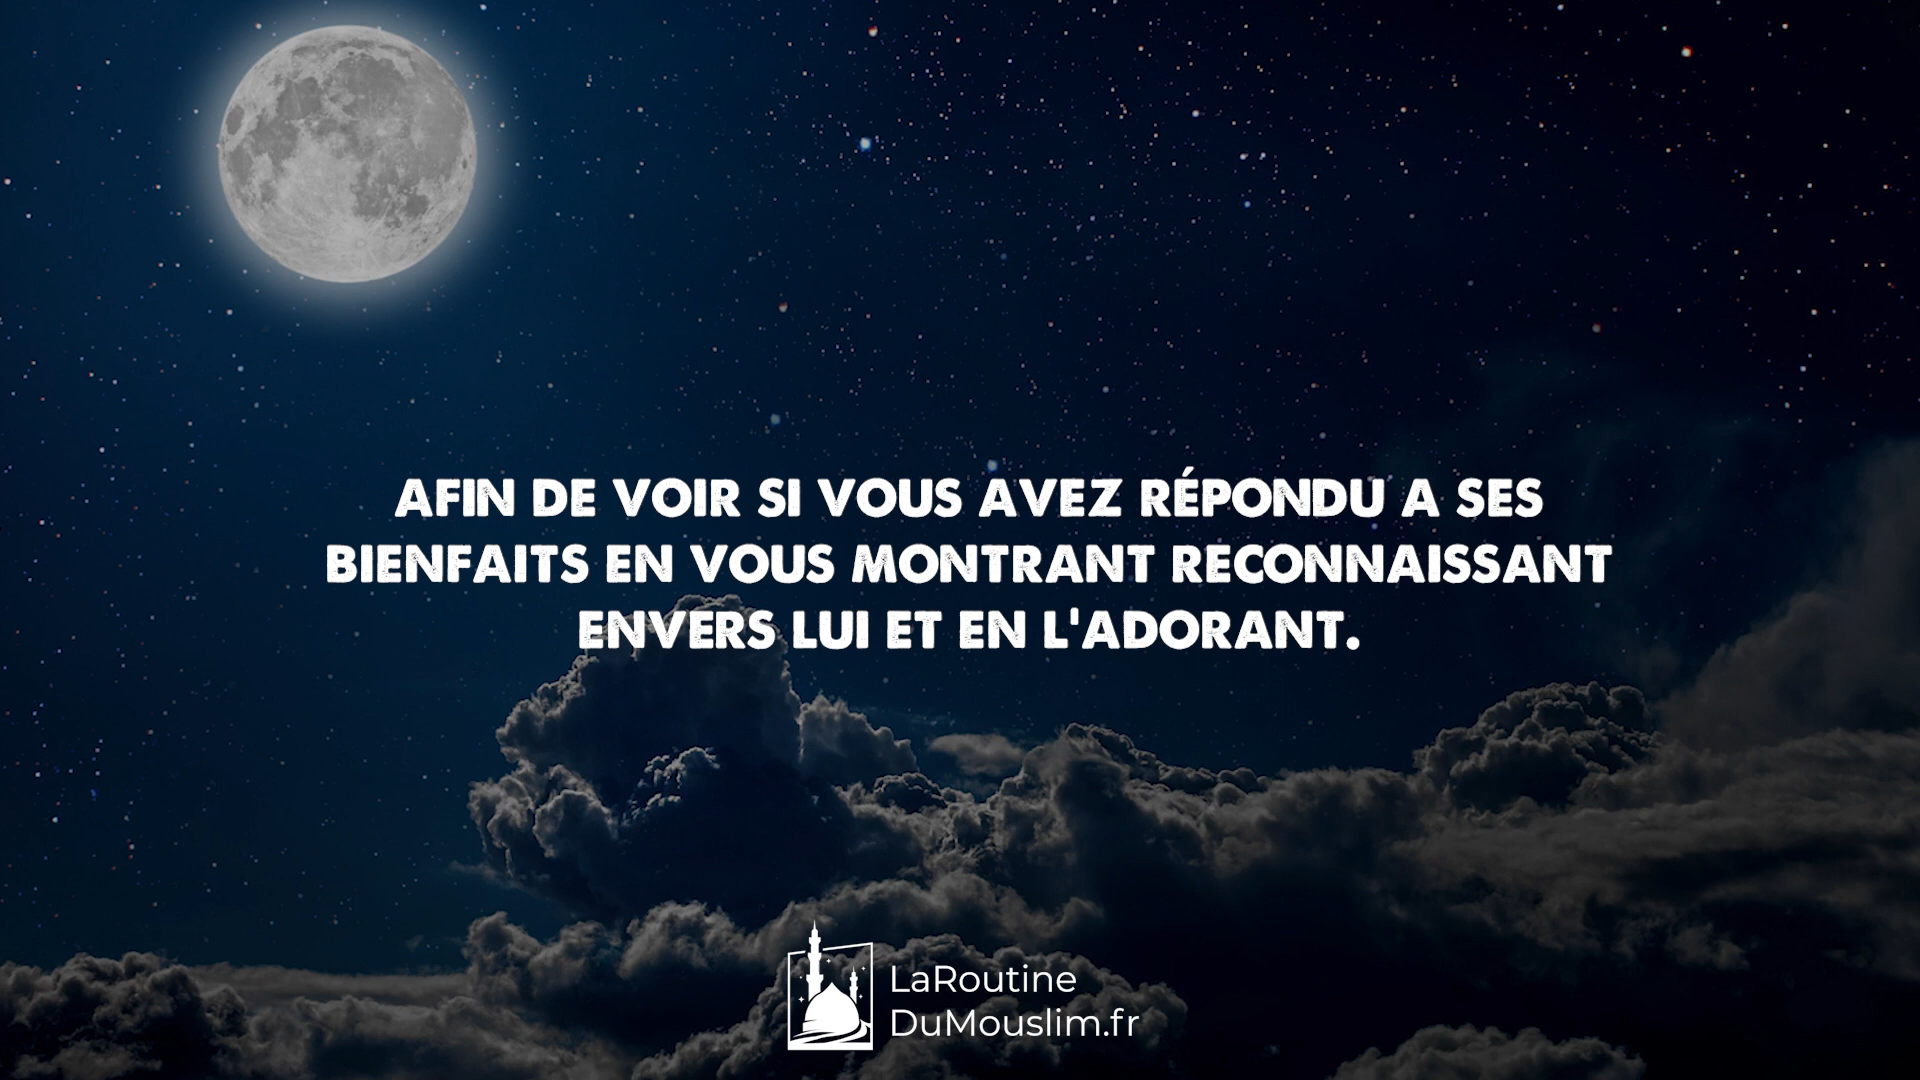 AFIN DE VOIR SI VOUS AVEZ RÉPONDU A SES
BIENFAITS EN VOUS MONTRANT RECONNAISSANT
ENVERS LUI ET EN L'ADORANT.
LaRoutine
DuMouslim.fr